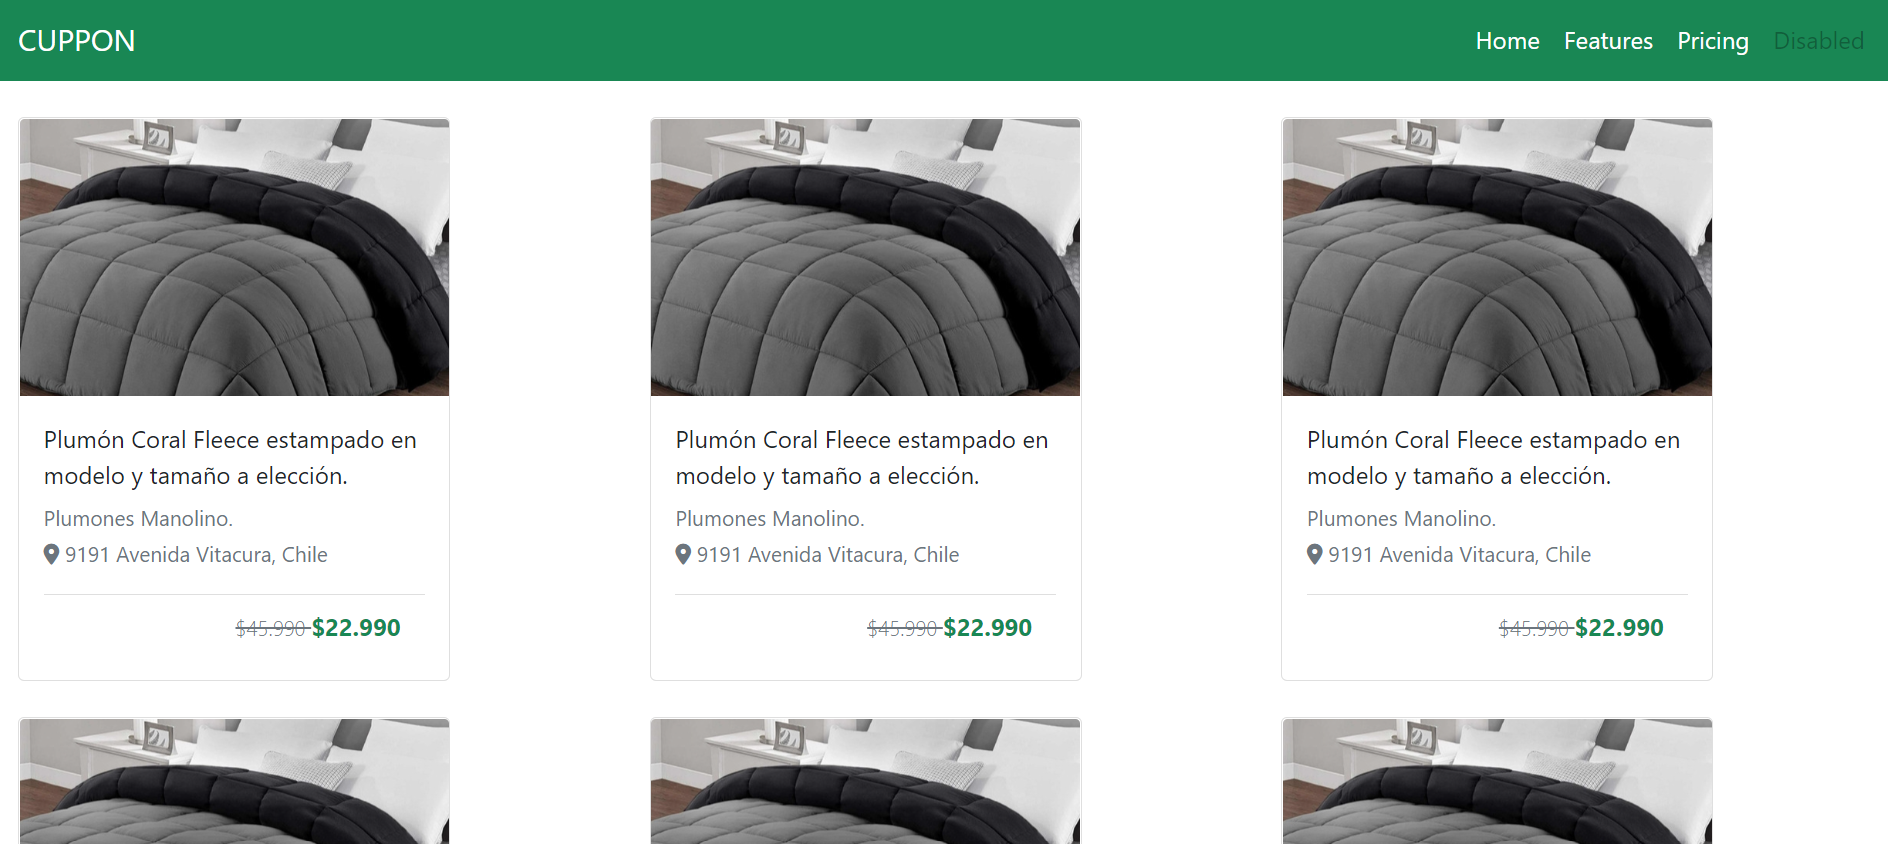 CUPPON
Home Features Pricing Disabled
Plumón Coral Fleece estampado en
modelo y tamaño a elección.
Plumones Manolino.
9191 Avenida Vitacura, Chile
$45.990 $22.990
Plumón Coral Fleece estampado en
modelo y tamaño a elección.
Plumones Manolino.
9191 Avenida Vitacura, Chile
$45.990 $22.990
Plumón Coral Fleece estampado en
modelo y tamaño a elección.
Plumones Manolino.
9191 Avenida Vitacura, Chile
$45.990 $22.990